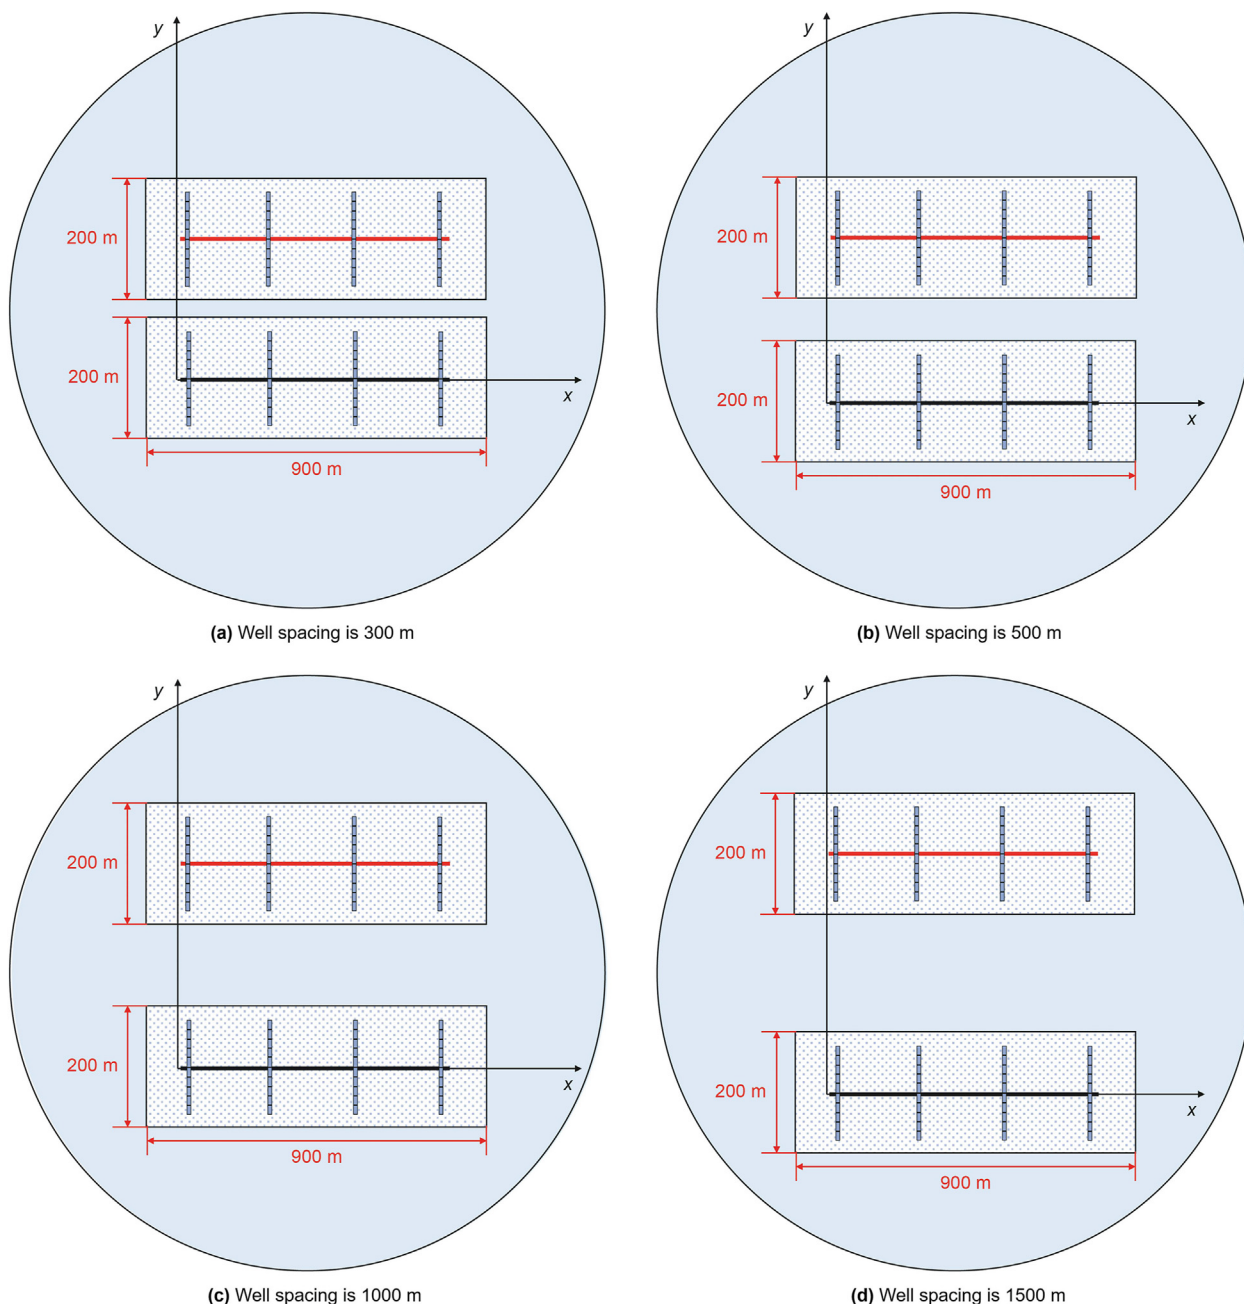 y
200 m
200 m
x
900 m
(a) Well spacing is 300 m
y
200 m
200 m
x
900 m
(b) Well spacing is 500 m
y
200 m
200 m
x
900 m
(c) Well spacing is 1000 m
y
200 m
200 m
x
900 m
(d) Well spacing is 1500 m